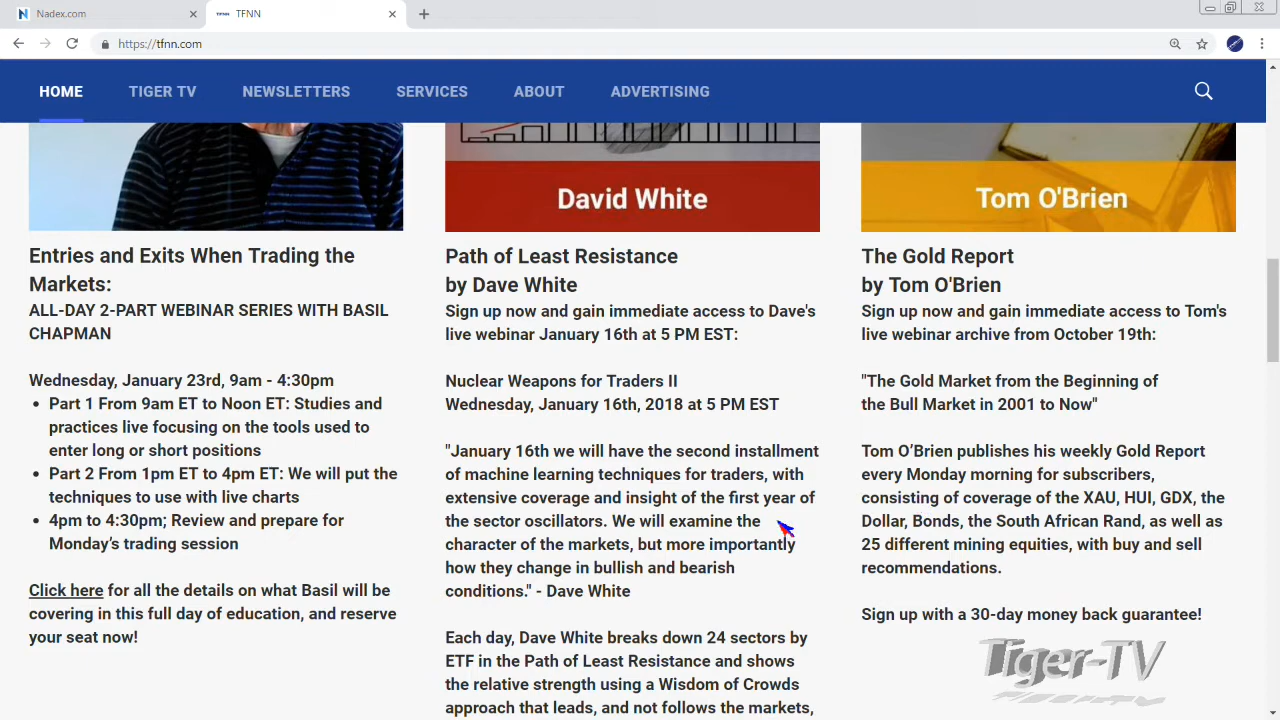 Nadex.com
TFNN
TFNN
https://tfnn.com
HOME
TIGER TV
NEWSLETTERS
SERVICES
ABOUT
ADVERTISING
Entries and Exits When Trading the
Markets:
ALL-DAY 2-PART WEBINAR SERIES WITH BASIL
CHAPMAN
Wednesday, January 23rd, 9am - 4:30pm
• Part 1 From 9am ET to Noon ET: Studies and
practices live focusing on the tools used to
enter long or short positions
• Part 2 From 1pm ET to 4pm ET: We will put the
techniques to use with live charts
• 4pm to 4:30pm; Review and prepare for
Monday’s trading session
Click here for all the details on what Basil will be
covering in this full day of education, and reserve
your seat now!
David White
Path of Least Resistance
by Dave White
Sign up now and gain immediate access to Dave's
live webinar January 16th at 5 PM EST:
Nuclear Weapons for Traders II
Wednesday, January 16th, 2018 at 5 PM EST
"January 16th we will have the second installment
of machine learning techniques for traders, with
extensive coverage and insight of the first year of
the sector oscillators. We will examine the
character of the markets, but more importantly
how they change in bullish and bearish
conditions." - Dave White
Each day, Dave White breaks down 24 sectors by
ETF in the Path of Least Resistance and shows
the relative strength using a Wisdom of Crowds
approach that leads, and not follows the markets,
Tom O'Brien
The Gold Report
by Tom O'Brien
Sign up now and gain immediate access to Tom's
live webinar archive from October 19th:
"The Gold Market from the Beginning of
the Bull Market in 2001 to Now"
Tom O’Brien publishes his weekly Gold Report
every Monday morning for subscribers,
consisting of coverage of the XAU, HUI, GDX, the
Dollar, Bonds, the South African Rand, as well as
25 different mining equities, with buy and sell
recommendations.
Sign up with a 30-day money back guarantee!
Tiger-TV